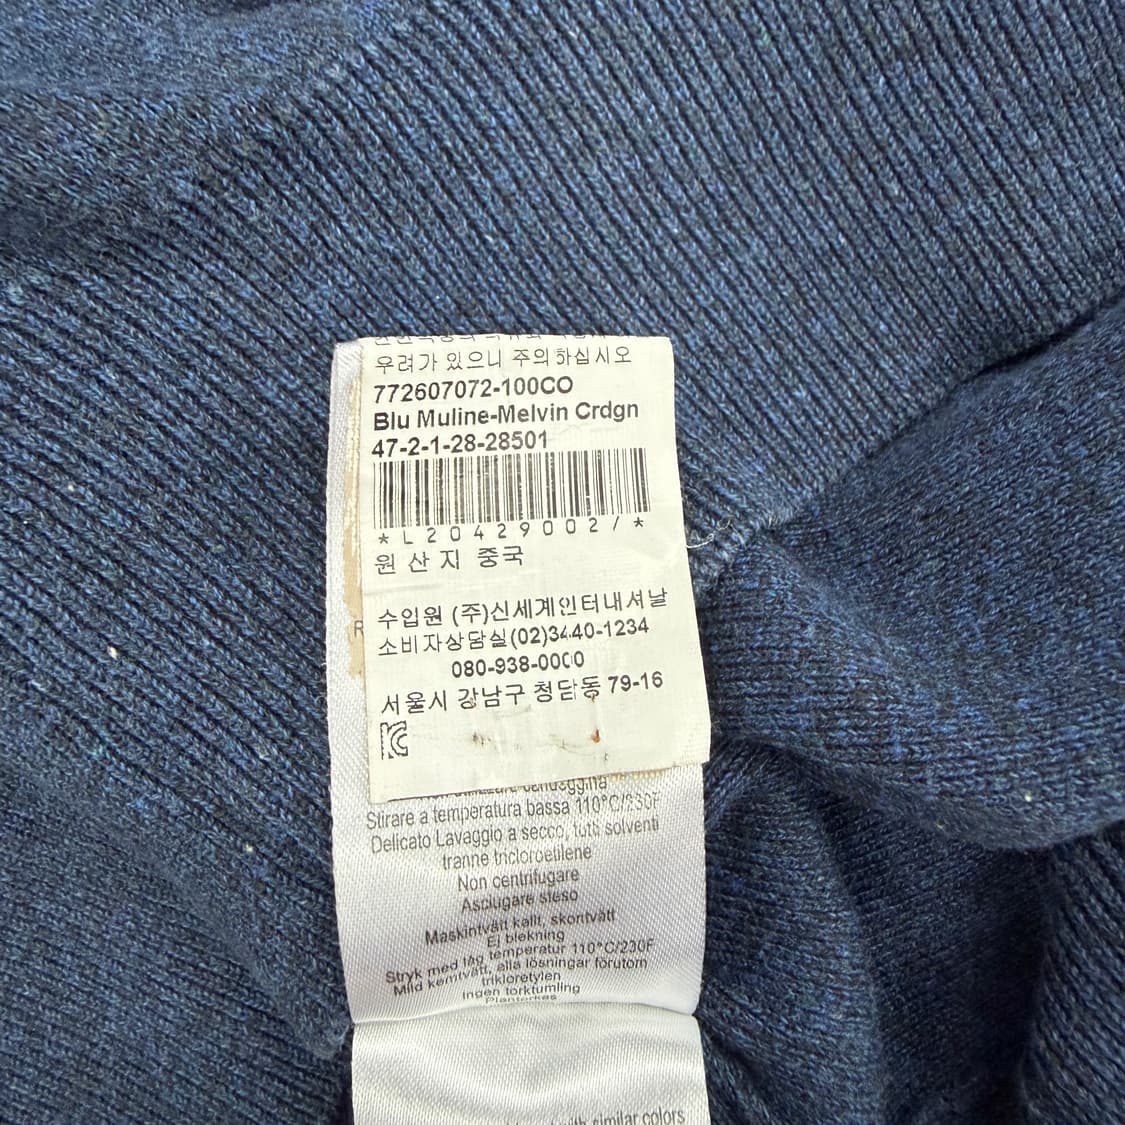 우려가 있으니 주의하십시오
772607072-100CO
Blu Muline-Melvin Crdgn
47-2-1-28-28501
*L20429002/*
원산지 중국
수입원 (주)신세계인터내셔날
소비자상담실(02)3440-1234
080-938-0000
서울시 강남구 청담동 79-16
R
Stirare a temperatura bassa 110°C/230F
Delicato Lavaggio a secco, tutti solventi
tranne tricloroetilene
Non centrifugare
Asciugare steso
Maskintvätt kallt, skontvätt
Ej blekning
Stryk med låg temperatur 110°C/230F
Mild kemtvätt, alla lösningar förutom
trikloretylen
Ingen torktumling
Plantorkas
with similar colors